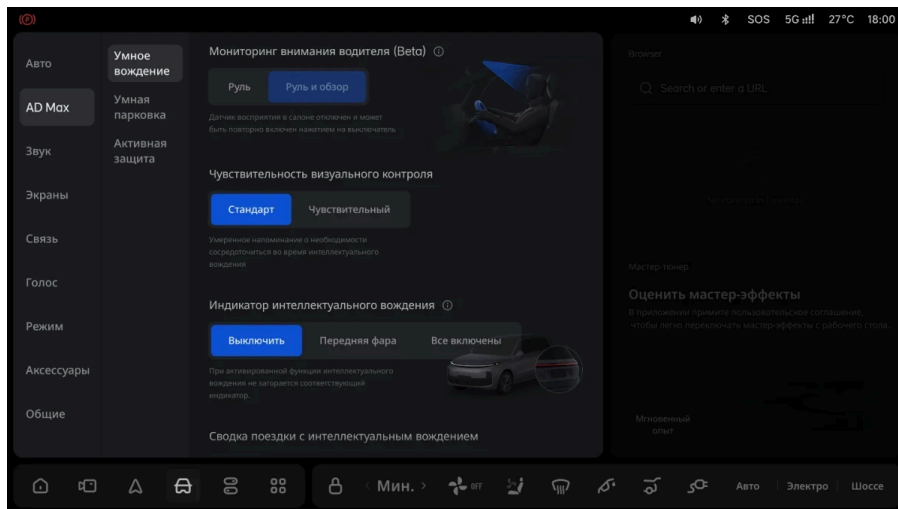 SOS 5G 27°C 18:00
Авто
AD Max
Звук
Экраны
Связь
Голос
Режим
Аксессуары
Общие
Умное
вождение
Умная
парковка
Активная
защита
Мониторинг внимания водителя (Beta)
Руль Руль и обзор
Датчик восприятия в салоне отключен и может
быть повторно включен нажатием на выключатель
Чувствительность визуального контроля
Стандарт Чувствительный
Умеренное напоминание о необходимости
сосредоточиться во время интеллектуального
вождения
Индикатор интеллектуального вождения
Выключить Передняя фара Все включены
При активированной функции интеллектуального
вождения не загорается соответствующий
индикатор.
Сводка поездки с интеллектуальным вождением
Browser
Search or enter a URL
Мастер-тюнер
Оценить мастер-эффекты
В приложении примите пользовательское соглашение,
чтобы легко переключать мастер-эффекты с рабочего стола.
Мгновенный
опыт
Мин. OFF Авто Электро Шоссе